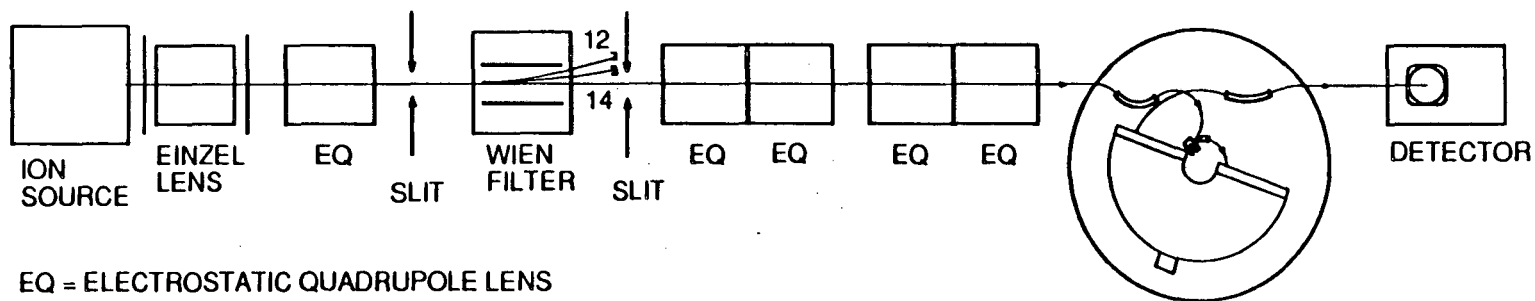 12
14
ION
SOURCE
EINZEL
LENS
EQ
SLIT
WIEN
FILTER
SLIT
EQ
EQ
EQ
EQ
DETECTOR
EQ = ELECTROSTATIC QUADRUPOLE LENS